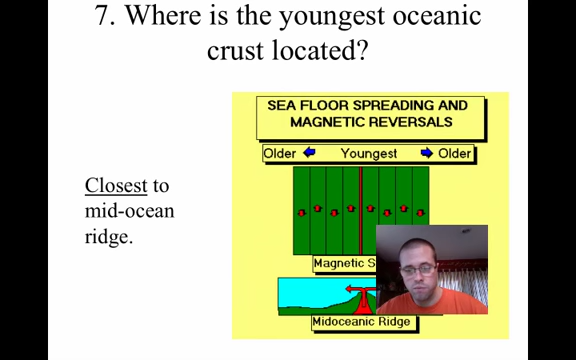 7. Where is the youngest oceanic
crust located?
SEA FLOOR SPREADING AND
MAGNETIC REVERSALS
Older Youngest Older
Closest to
mid-ocean
ridge.
Magnetic
Midoceanic Ridge